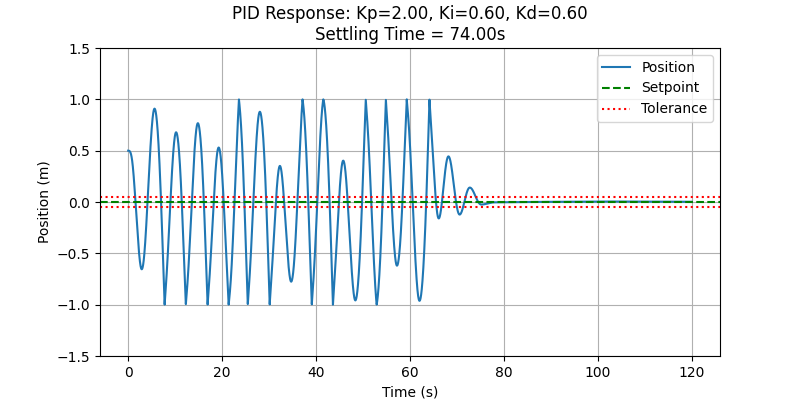 PID Response: Kp=2.00, Ki=0.60, Kd=0.60
Settling Time = 74.00s
1.5
1.0
0.5
0.0
−0.5
−1.0
−1.5
Position (m)
Position
Setpoint
Tolerance
0
20
40
60
80
100
120
Time (s)